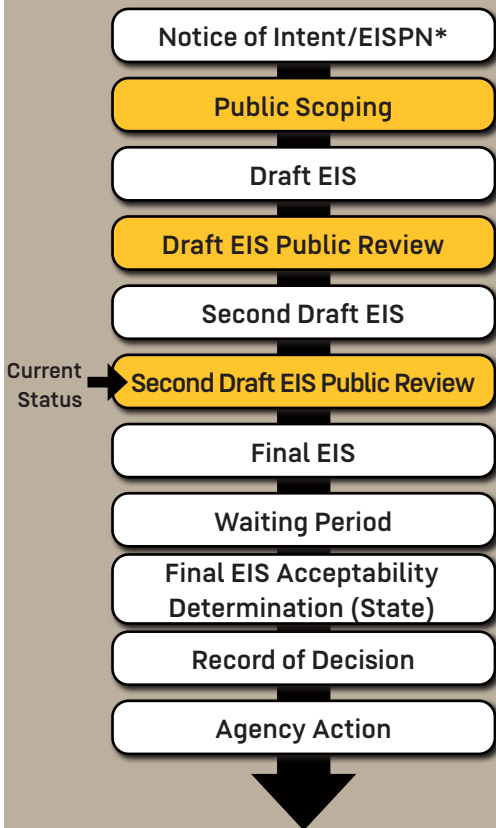 Notice of Intent/EISPN*
Public Scoping
Draft EIS
Draft EIS Public Review
Second Draft EIS
Current
Status
Second Draft EIS Public Review
Final EIS
Waiting Period
Final EIS Acceptability
Determination (State)
Record of Decision
Agency Action